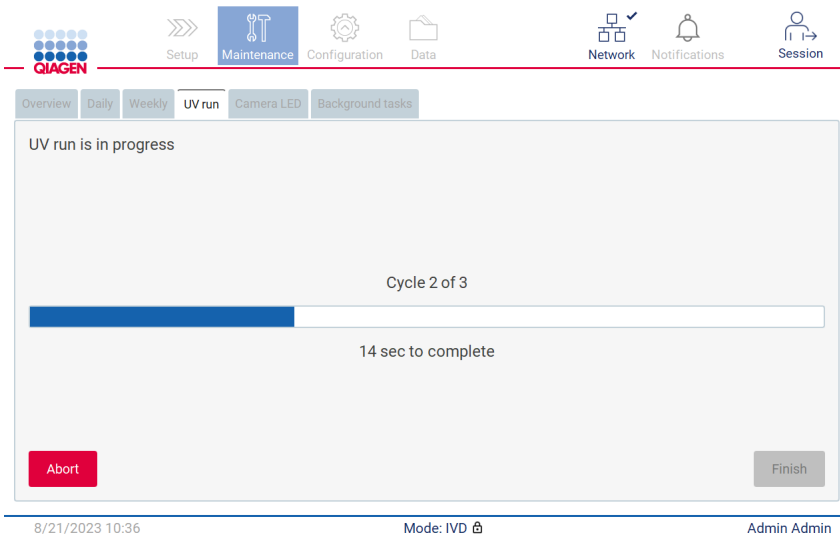 QIAGEN
Setup
Maintenance
Configuration
Data
Network
Notifications
Session
Overview
Daily
Weekly
UV run
Camera LED
Background tasks
UV run is in progress
Cycle 2 of 3
14 sec to complete
Abort
Finish
8/21/2023 10:36
Mode: IVD
Admin Admin